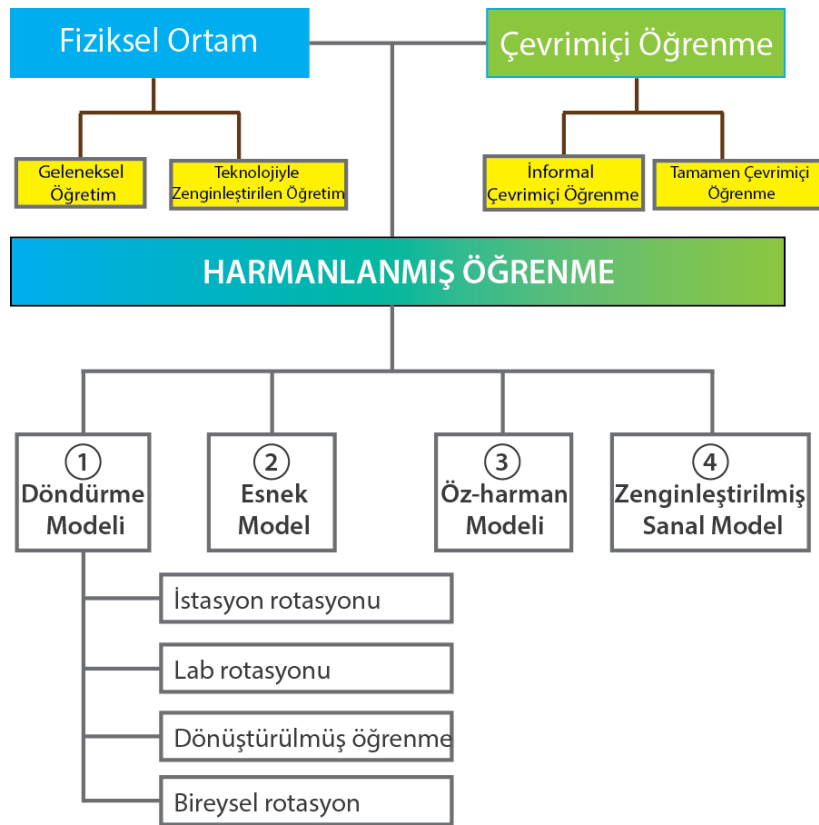 Fiziksel Ortam
Çevrimiçi Öğrenme
Geleneksel
Öğretim
Teknolojiyle
Zenginleştirilen Öğretim
İnformal
Çevrimiçi Öğrenme
Tamamen Çevrimiçi
Öğrenme
HARMANLANMIŞ ÖĞRENME
1
Döndürme
Modeli
2
Esnek
Model
3
Öz-harman
Modeli
4
Zenginleştirilmiş
Sanal Model
İstasyon rotasyonu
Lab rotasyonu
Dönüştürülmüş öğrenme
Bireysel rotasyon